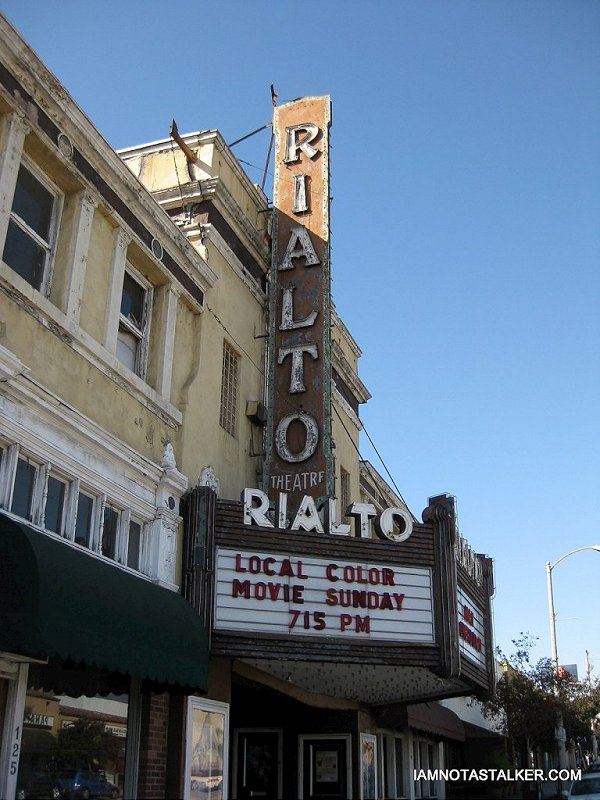 RIALTO
THEATRE
RIALTO
LOCAL COLOR
MOVIE SUNDAY
715 PM
125
IAMNOTASTALKER.COM